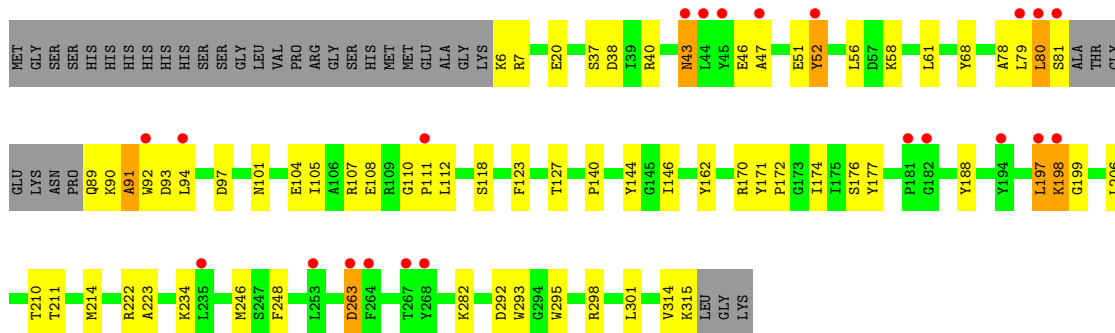 MET GLY SER SER HIS HIS HIS HIS HIS HIS SER SER GLY LEU VAL PRO ARG GLY SER HIS MET MET GLU ALA GLY LYS K6 R7 E20 S37 D38 I39 R40 N43 L44 Y45 E46 A47 E51 Y52 L56 D57 K58 L61 Y68 A78 L79 L80 S81 ALA THR GLY
GLU LYS ASN PRO Q89 K90 A91 W92 D93 L94 D97 N101 E104 I105 A106 R107 E108 R109 G110 P111 L112 S118 F123 T127 P140 Y144 G145 I146 Y162 R170 Y171 P172 G173 I174 I175 S176 Y177 P181 G182 Y188 Y194 L197 K198 G199 L206
T210 T211 M214 R222 A223 K234 L235 M246 S247 F248 L253 D263 F264 T267 Y268 K282 D292 W293 G294 W295 R298 L301 V314 K315 LEU GLY LYS